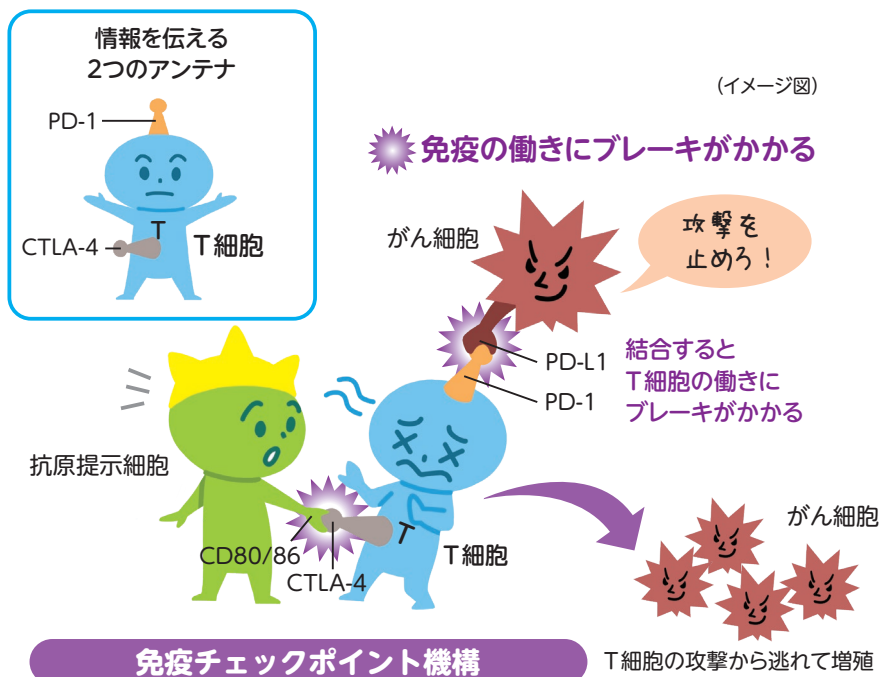 情報を伝える
2つのアンテナ
PD-1
CTLA-4
T
T細胞
(イメージ図)
免疫の働きにブレーキがかかる
がん細胞
攻撃を
止めろ!
PD-L1
PD-1
結合すると
T細胞の働きに
ブレーキがかかる
抗原提示細胞
CD80/86
CTLA-4
T
T細胞
がん細胞
T細胞の攻撃から逃れて増殖
免疫チェックポイント機構